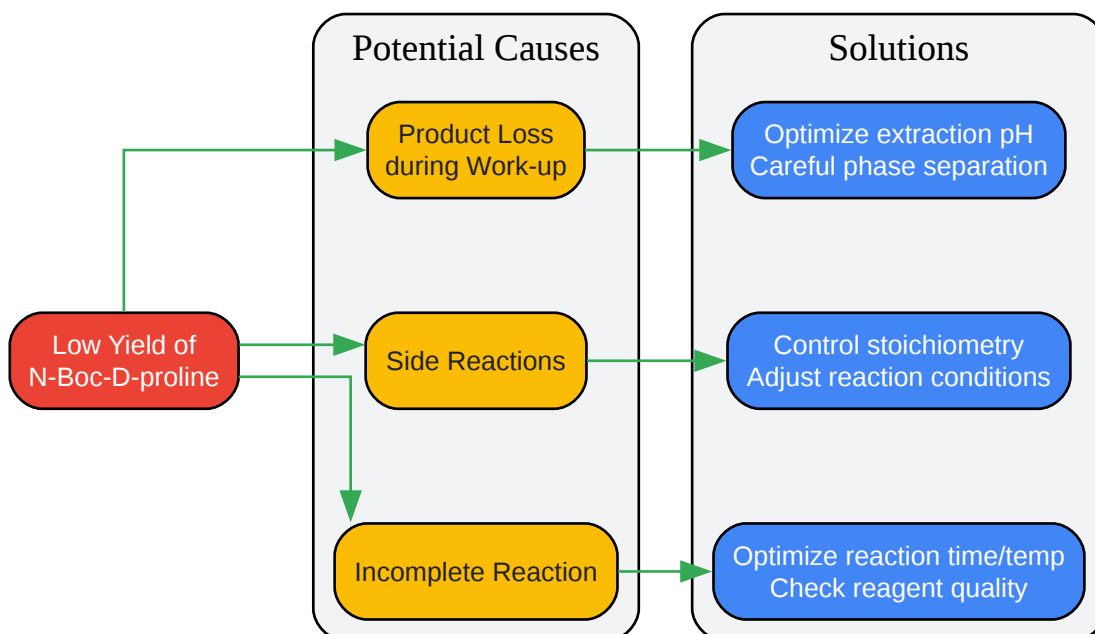 Potential Causes
Solutions
Product Loss
during Work-up
Optimize extraction pH
Careful phase separation
Low Yield of
N-Boc-D-proline
Side Reactions
Control stoichiometry
Adjust reaction conditions
Incomplete Reaction
Optimize reaction time/temp
Check reagent quality